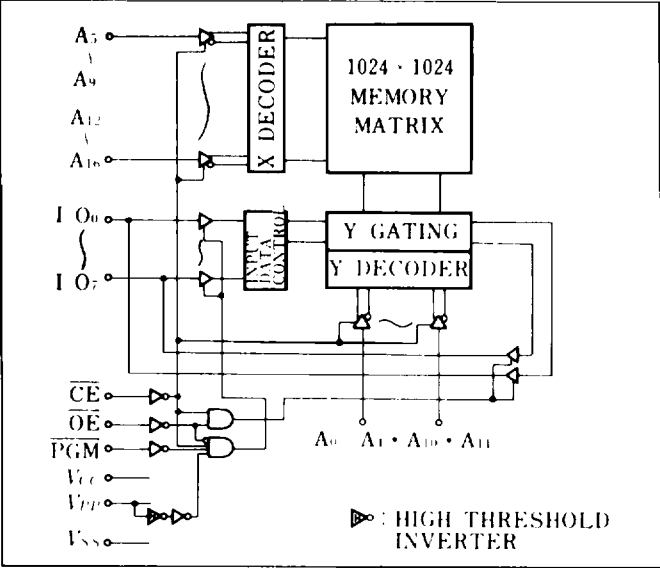 A5
A9
A12
A16
X DECODER
1024 · 1024
MEMORY
MATRIX
I O0
I O7
INPUT
DATA
CONTROL
Y GATING
Y DECODER
CE
OE
PGM
VCC
VPP
VSS
A0 A4 • A10 • A11
: HIGH THRESHOLD
INVERTER